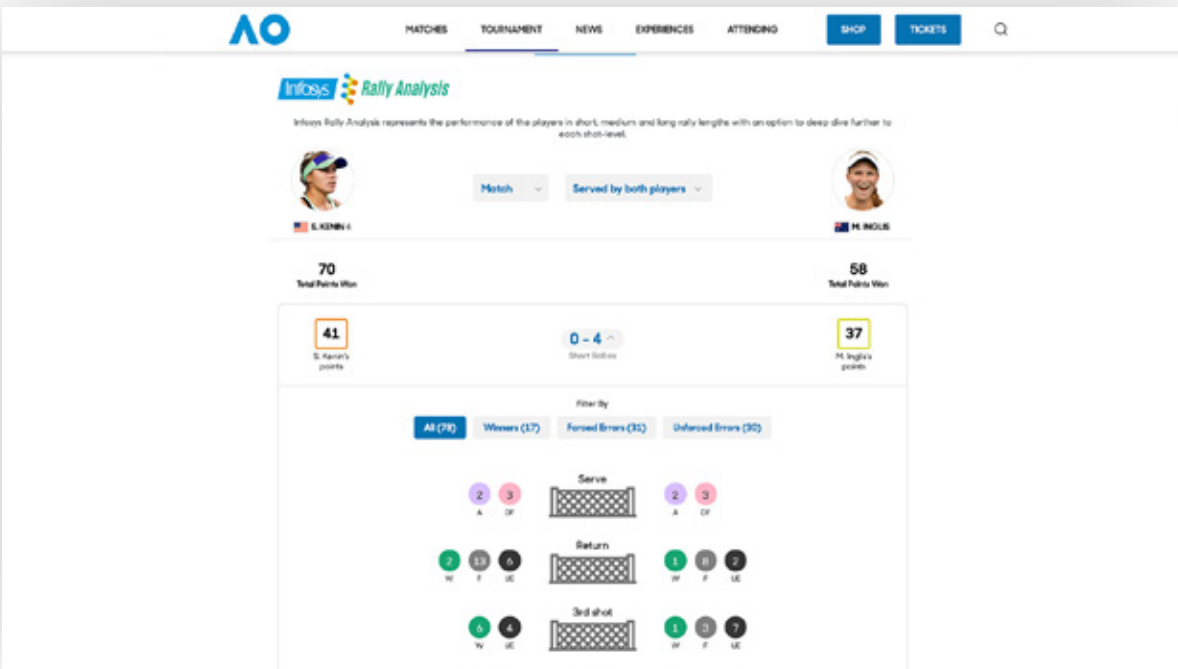 AO
MATCHES TOURNAMENT NEWS EXPERIENCES ATTENDING SHOP TICKETS
Infosys Rally Analysis
Infosys Rally Analysis represents the performance of the players in short, medium and long rally lengths with an option to deep dive further to
each shot-level.
Match Served by both players
S. KENIN 4 M. INGLIS
70 58
Total Points Won Total Points Won
41 0 - 4 37
S. Kenin's Short Rallies M. Inglis's
points points
Filter By
All (78) Winners (17) Forced Errors (31) Unforced Errors (30)
Serve
2 3 2 3
A DF A DF
Return
2 13 6 1 8 2
W F UE W F UE
3rd shot
6 4 1 3 7
W UE W F UE